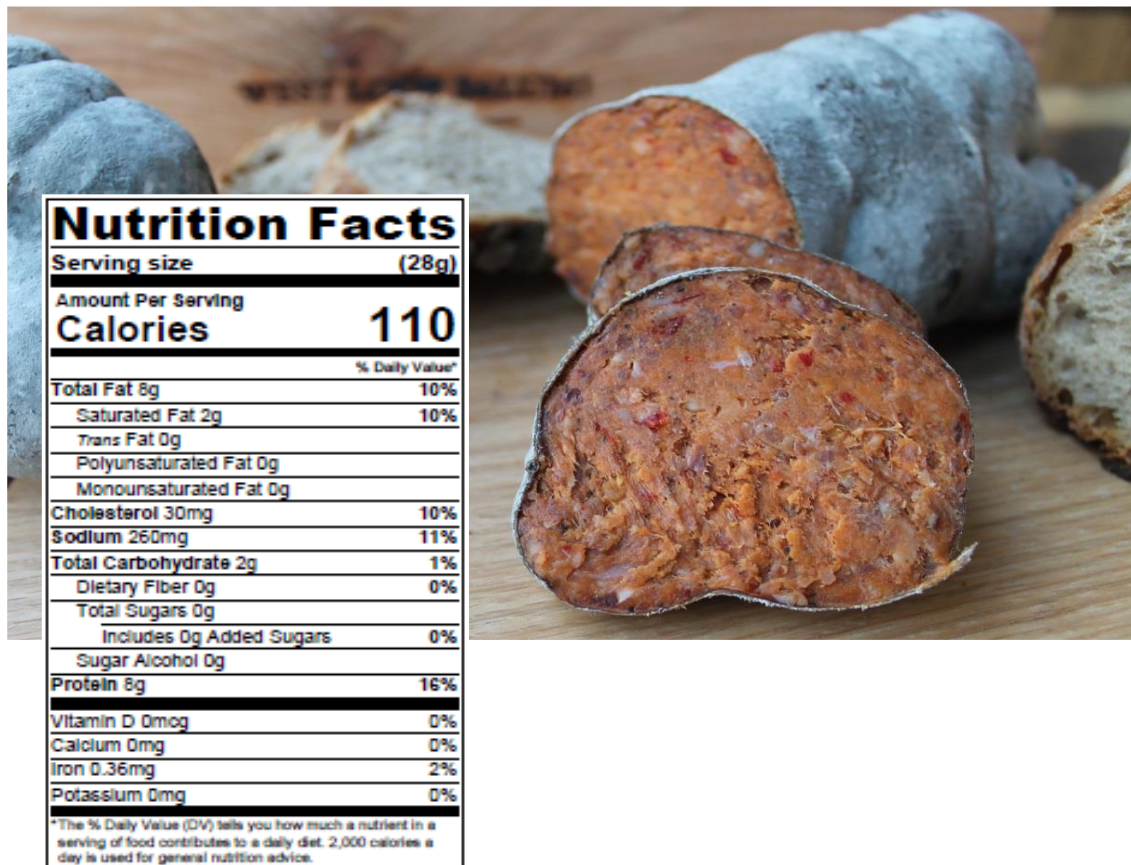 WEST LOOP SALUMI
Nutrition Facts
Serving size (28g)
Amount Per Serving
Calories 110
% Daily Value*
Total Fat 8g 10%
Saturated Fat 2g 10%
Trans Fat 0g
Polyunsaturated Fat 0g
Monounsaturated Fat 0g
Cholesterol 30mg 10%
Sodium 260mg 11%
Total Carbohydrate 2g 1%
Dietary Fiber 0g 0%
Total Sugars 0g
Includes 0g Added Sugars 0%
Sugar Alcohol 0g
Protein 8g 16%
Vitamin D 0mcg 0%
Calcium 0mg 0%
Iron 0.36mg 2%
Potassium 0mg 0%
*The % Daily Value (DV) tells you how much a nutrient in a
serving of food contributes to a daily diet. 2,000 calories a
day is used for general nutrition advice.